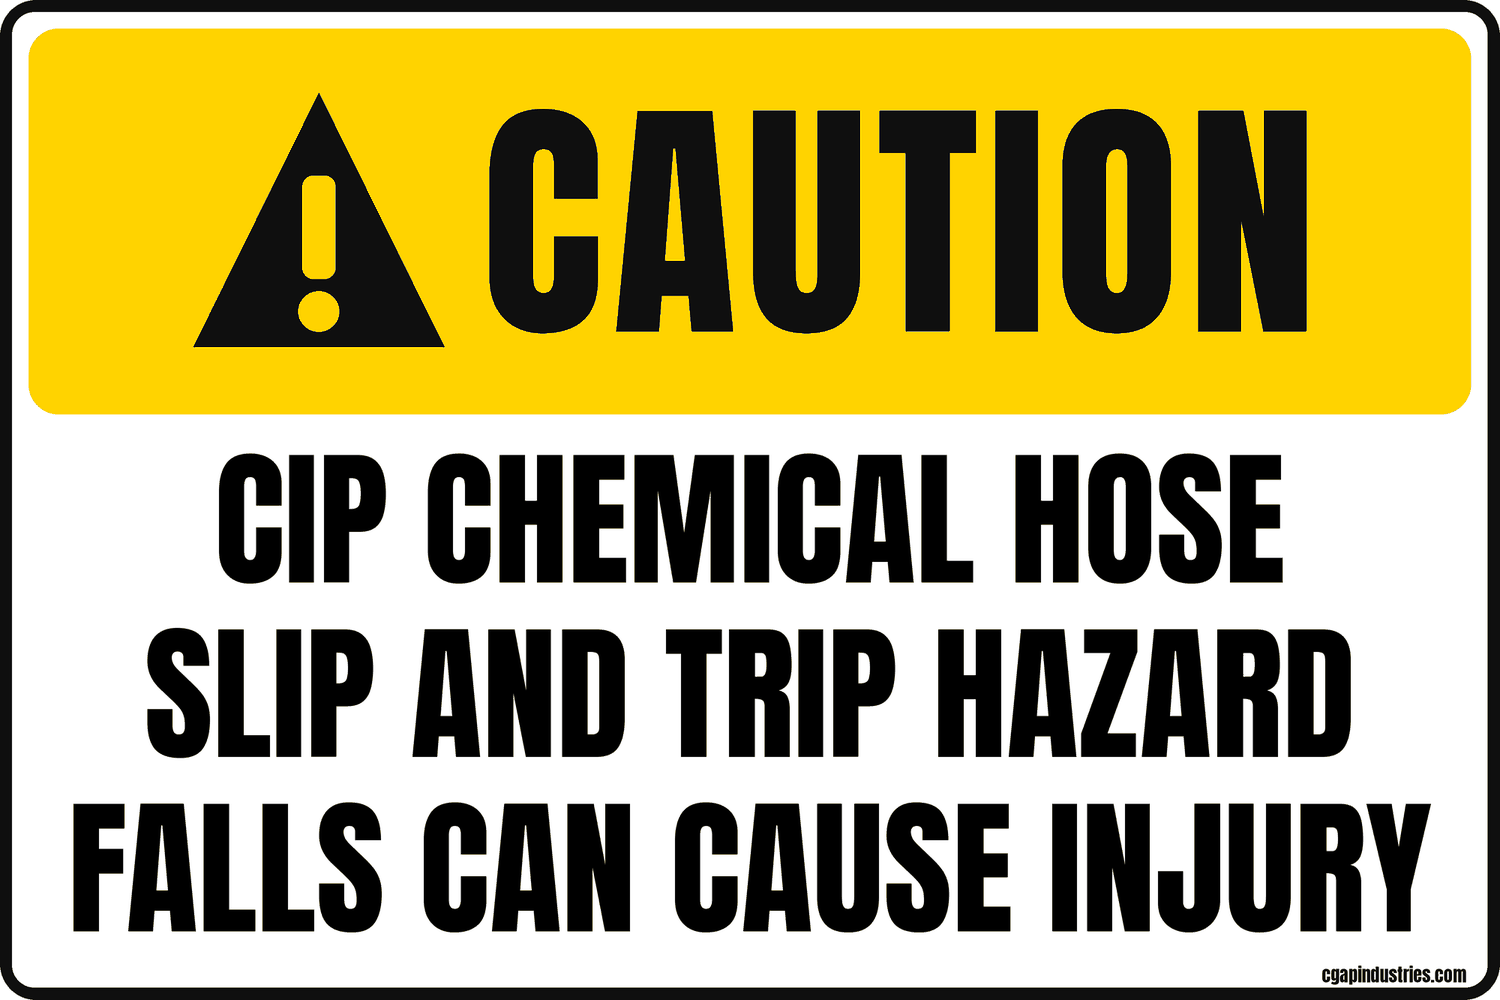 CAUTION
CIP CHEMICAL HOSE
SLIP AND TRIP HAZARD
FALLS CAN CAUSE INJURY
cgapindustries.com